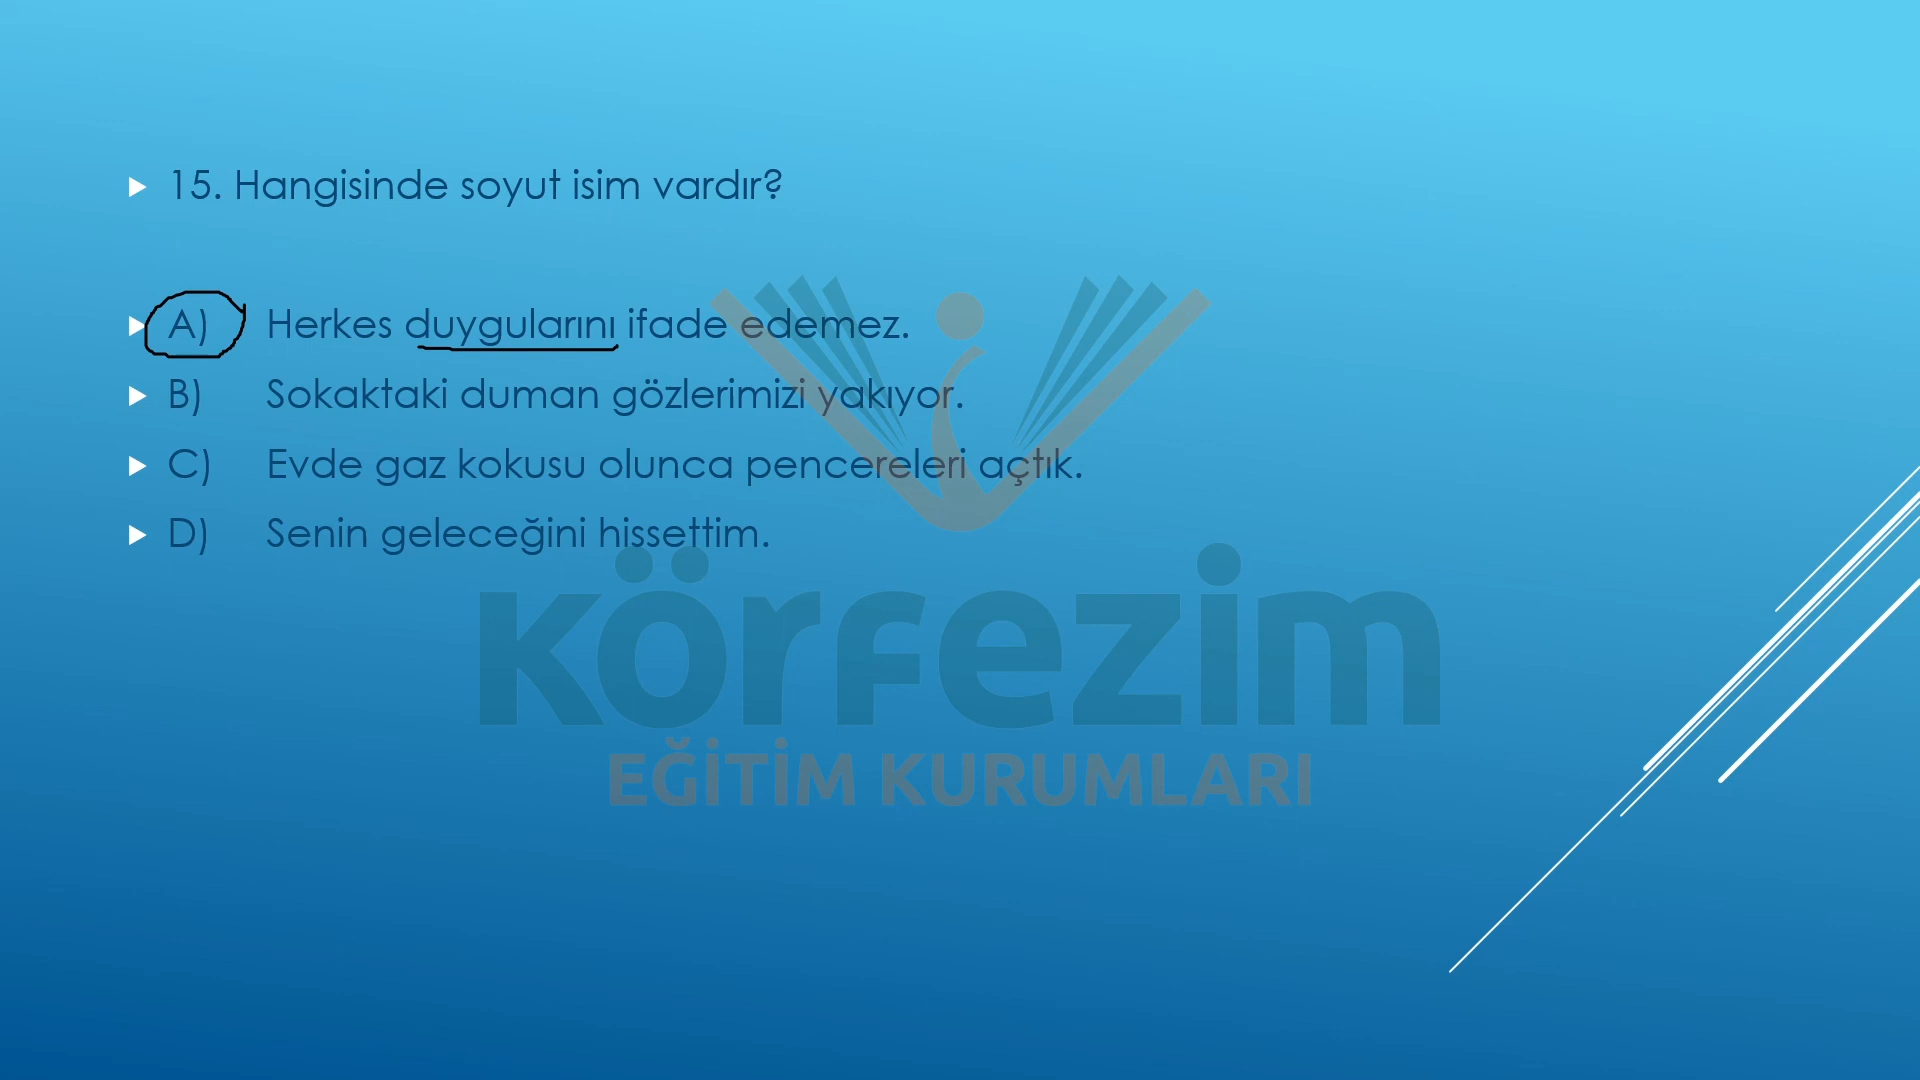 15. Hangisinde soyut isim vardır?
A) Herkes duygularını ifade edemez.
B) Sokaktaki duman gözlerimizi yakıyor.
C) Evde gaz kokusu olunca pencereleri açtık.
D) Senin geleceğini hissettim.
körfezim
EĞİTİM KURUMLARI